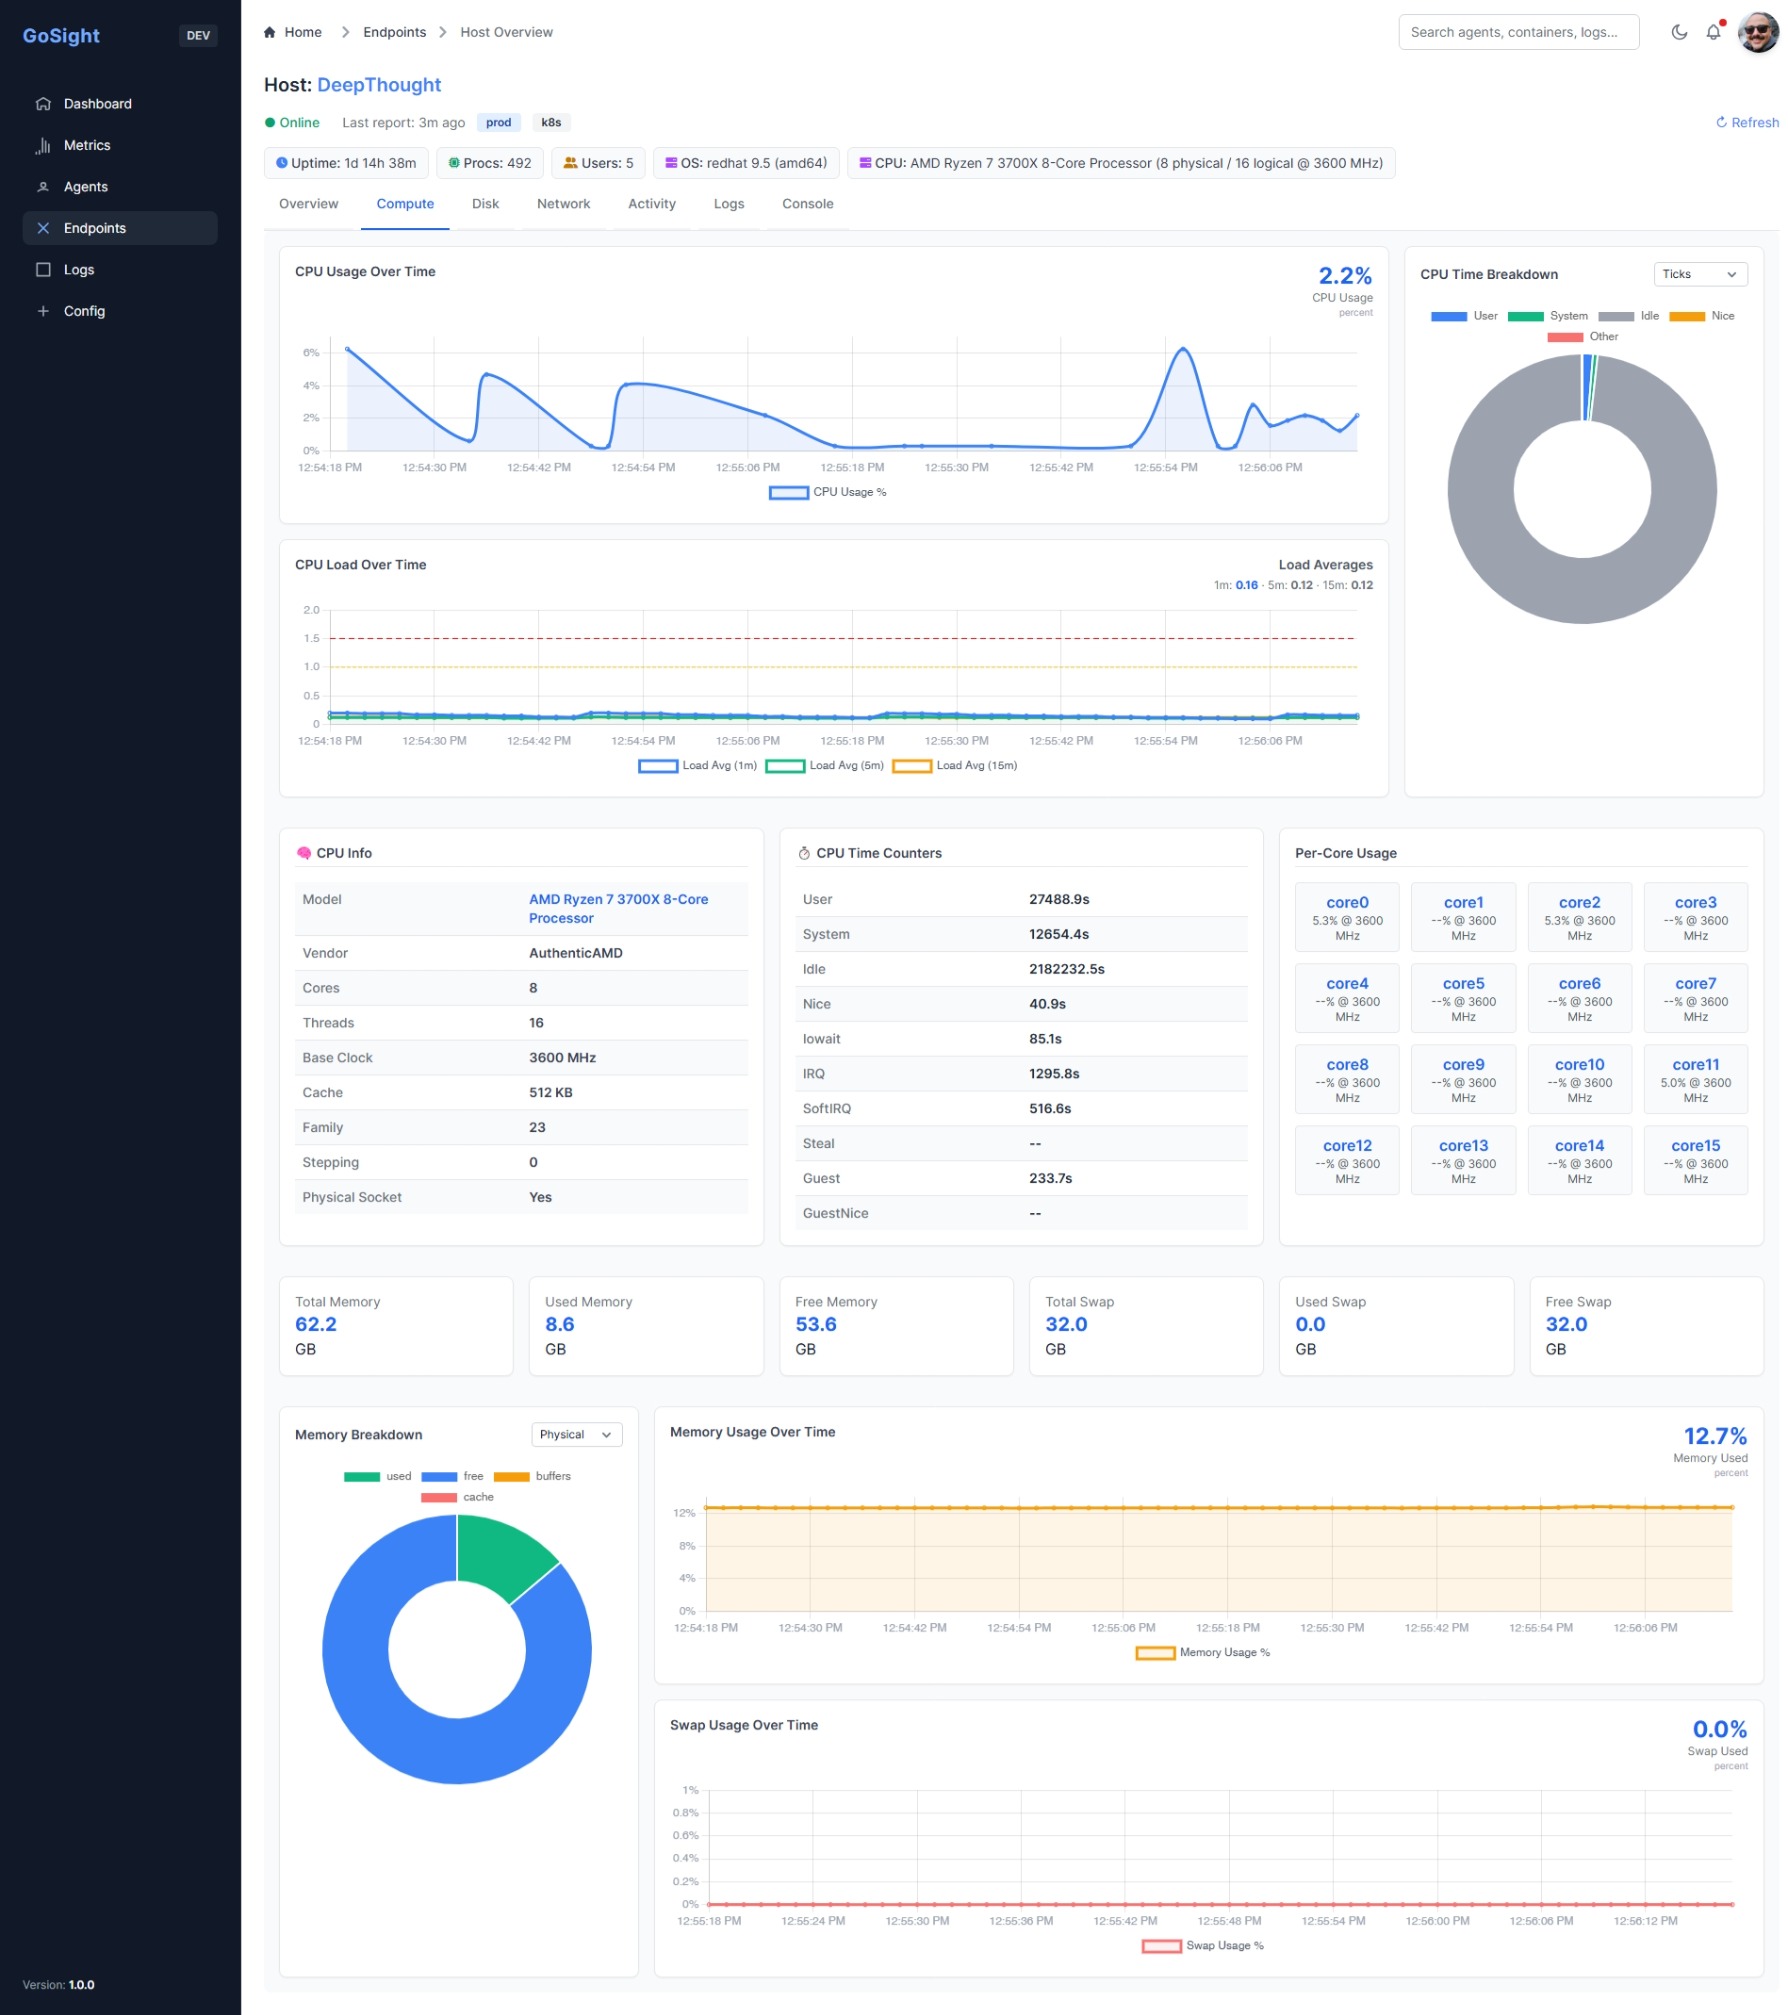 GoSight DEV
Dashboard
Metrics
Agents
Endpoints
Logs
Config
Version: 1.0.0
Home Endpoints Host Overview
Search agents, containers, logs...
Host: DeepThought
Online Last report: 3m ago prod k8s
Refresh
Uptime: 1d 14h 38m Procs: 492 Users: 5 OS: redhat 9.5 (amd64) CPU: AMD Ryzen 7 3700X 8-Core Processor (8 physical / 16 logical @ 3600 MHz)
Overview Compute Disk Network Activity Logs Console
CPU Usage Over Time
2.2%
CPU Usage
percent
6%
4%
2%
0%
12:54:18 PM 12:54:30 PM 12:54:42 PM 12:54:54 PM 12:55:06 PM 12:55:18 PM 12:55:30 PM 12:55:42 PM 12:55:54 PM 12:56:06 PM
CPU Usage %
CPU Time Breakdown Ticks
User System Idle Nice
Other
CPU Load Over Time
Load Averages
1m: 0.16 · 5m: 0.12 · 15m: 0.12
2.0
1.5
1.0
0.5
0
12:54:18 PM 12:54:30 PM 12:54:42 PM 12:54:54 PM 12:55:06 PM 12:55:18 PM 12:55:30 PM 12:55:42 PM 12:55:54 PM 12:56:06 PM
Load Avg (1m) Load Avg (5m) Load Avg (15m)
CPU Info
Model AMD Ryzen 7 3700X 8-Core
Processor
Vendor AuthenticAMD
Cores 8
Threads 16
Base Clock 3600 MHz
Cache 512 KB
Family 23
Stepping 0
Physical Socket Yes
CPU Time Counters
User 27488.9s
System 12654.4s
Idle 2182232.5s
Nice 40.9s
Iowait 85.1s
IRQ 1295.8s
SoftIRQ 516.6s
Steal --
Guest 233.7s
GuestNice --
Per-Core Usage
core0 core1 core2 core3
5.3% @ 3600 --% @ 3600 5.3% @ 3600 --% @ 3600
MHz MHz MHz MHz
core4 core5 core6 core7
--% @ 3600 --% @ 3600 --% @ 3600 --% @ 3600
MHz MHz MHz MHz
core8 core9 core10 core11
--% @ 3600 --% @ 3600 --% @ 3600 5.0% @ 3600
MHz MHz MHz MHz
core12 core13 core14 core15
--% @ 3600 --% @ 3600 --% @ 3600 --% @ 3600
MHz MHz MHz MHz
Total Memory Used Memory Free Memory Total Swap Used Swap Free Swap
62.2 8.6 53.6 32.0 0.0 32.0
GB GB GB GB GB GB
Memory Breakdown Physical
used free buffers
cache
Memory Usage Over Time
12.7%
Memory Used
percent
12%
8%
4%
0%
12:54:18 PM 12:54:30 PM 12:54:42 PM 12:54:54 PM 12:55:06 PM 12:55:18 PM 12:55:30 PM 12:55:42 PM 12:55:54 PM 12:56:06 PM
Memory Usage %
Swap Usage Over Time
0.0%
Swap Used
percent
1%
0.8%
0.6%
0.4%
0.2%
0%
12:55:18 PM 12:55:24 PM 12:55:30 PM 12:55:36 PM 12:55:42 PM 12:55:48 PM 12:55:54 PM 12:56:00 PM 12:56:06 PM 12:56:12 PM
Swap Usage %